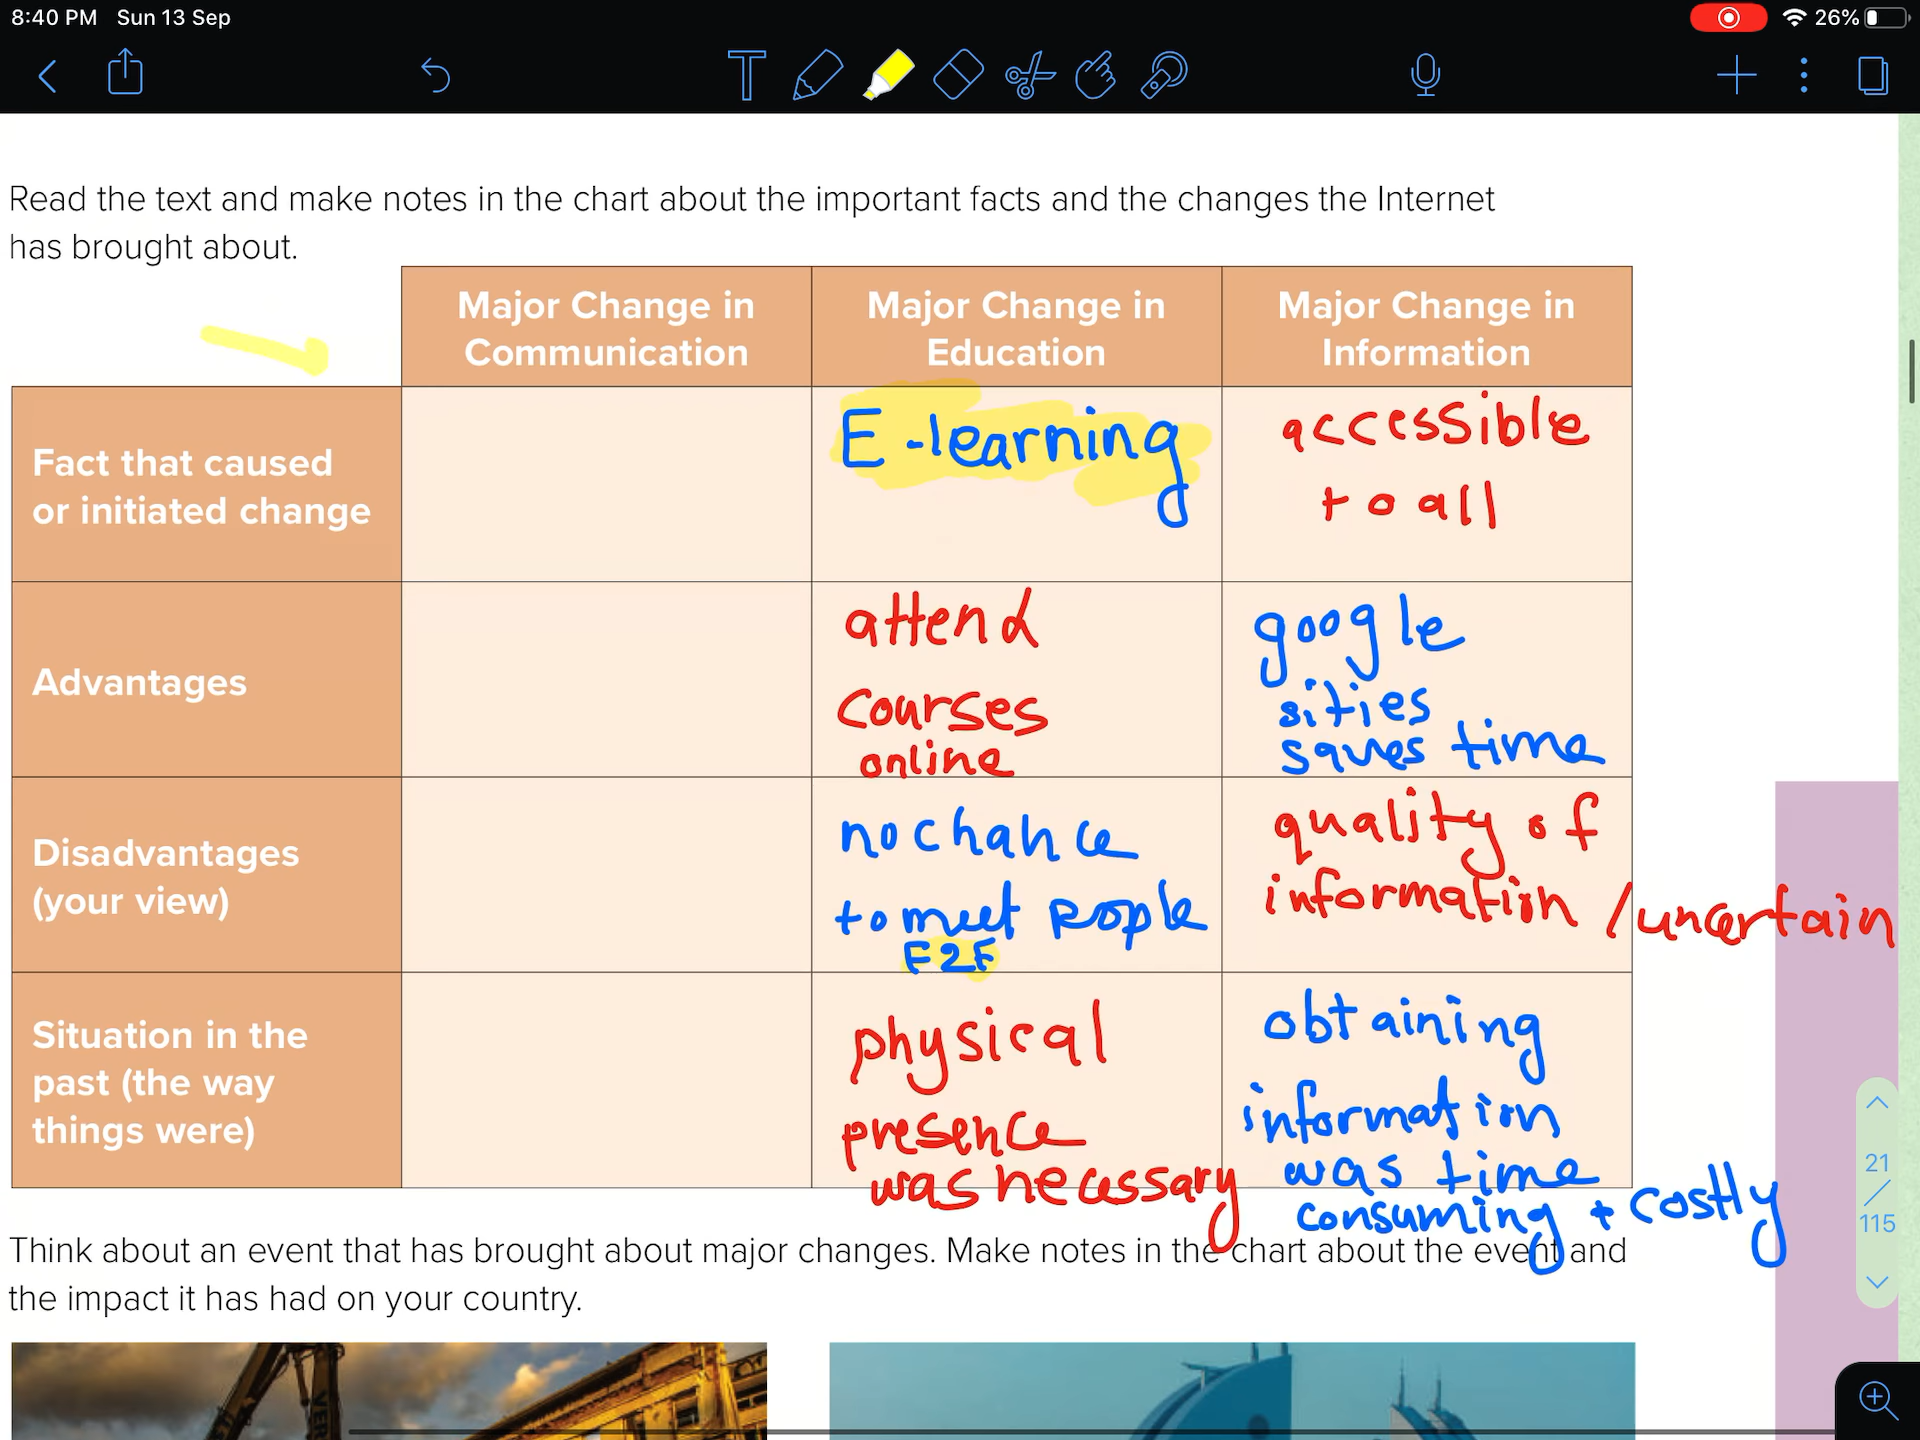 8:40 PM Sun 13 Sep
26%
Read the text and make notes in the chart about the important facts and the changes the Internet
has brought about.
Major Change in
Communication
Major Change in
Education
Major Change in
Information
Fact that caused
or initiated change
E-learning
accessible
to all
Advantages
attend
courses
online
google
sities
saves time
Disadvantages
(your view)
no chance
to meet people
F2F
quality of
information / uncertain
Situation in the
past (the way
things were)
physical
presence
was necessary
obtaining
information
was time
consuming + costly
21
/
115
Think about an event that has brought about major changes. Make notes in the chart about the event and
the impact it has had on your country.